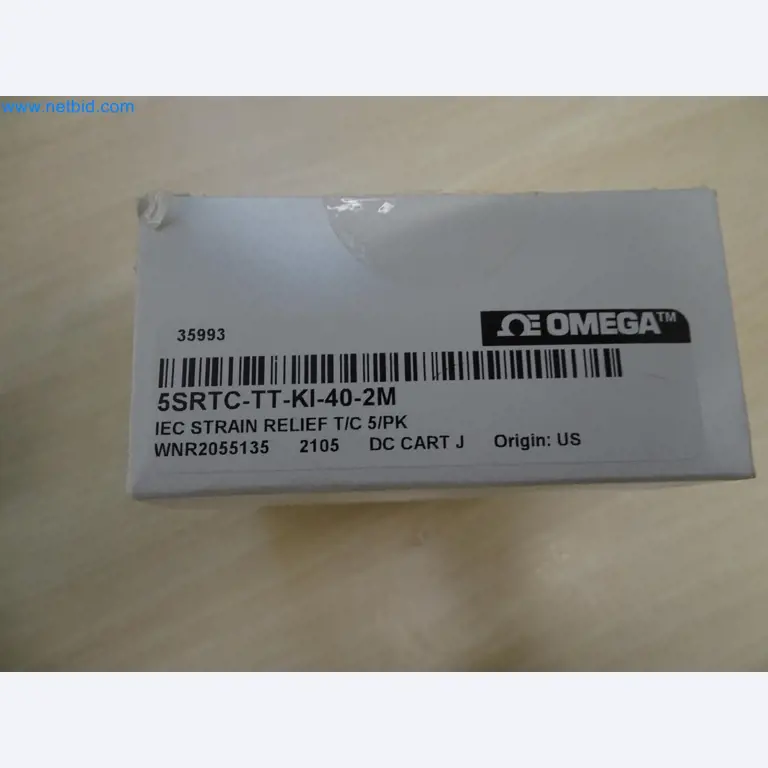 www.netbid.com
35993
ΩE OMEGA™
5SRTC-TT-KI-40-2M
IEC STRAIN RELIEF T/C 5/PK
WNR2055135 2105 DC CART J Origin: US